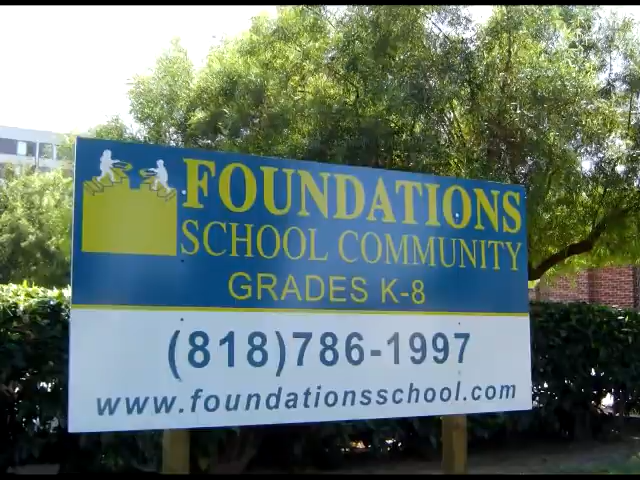 FOUNDATIONS
SCHOOL COMMUNITY
GRADES K-8
(818)786-1997
www.foundationsschool.com